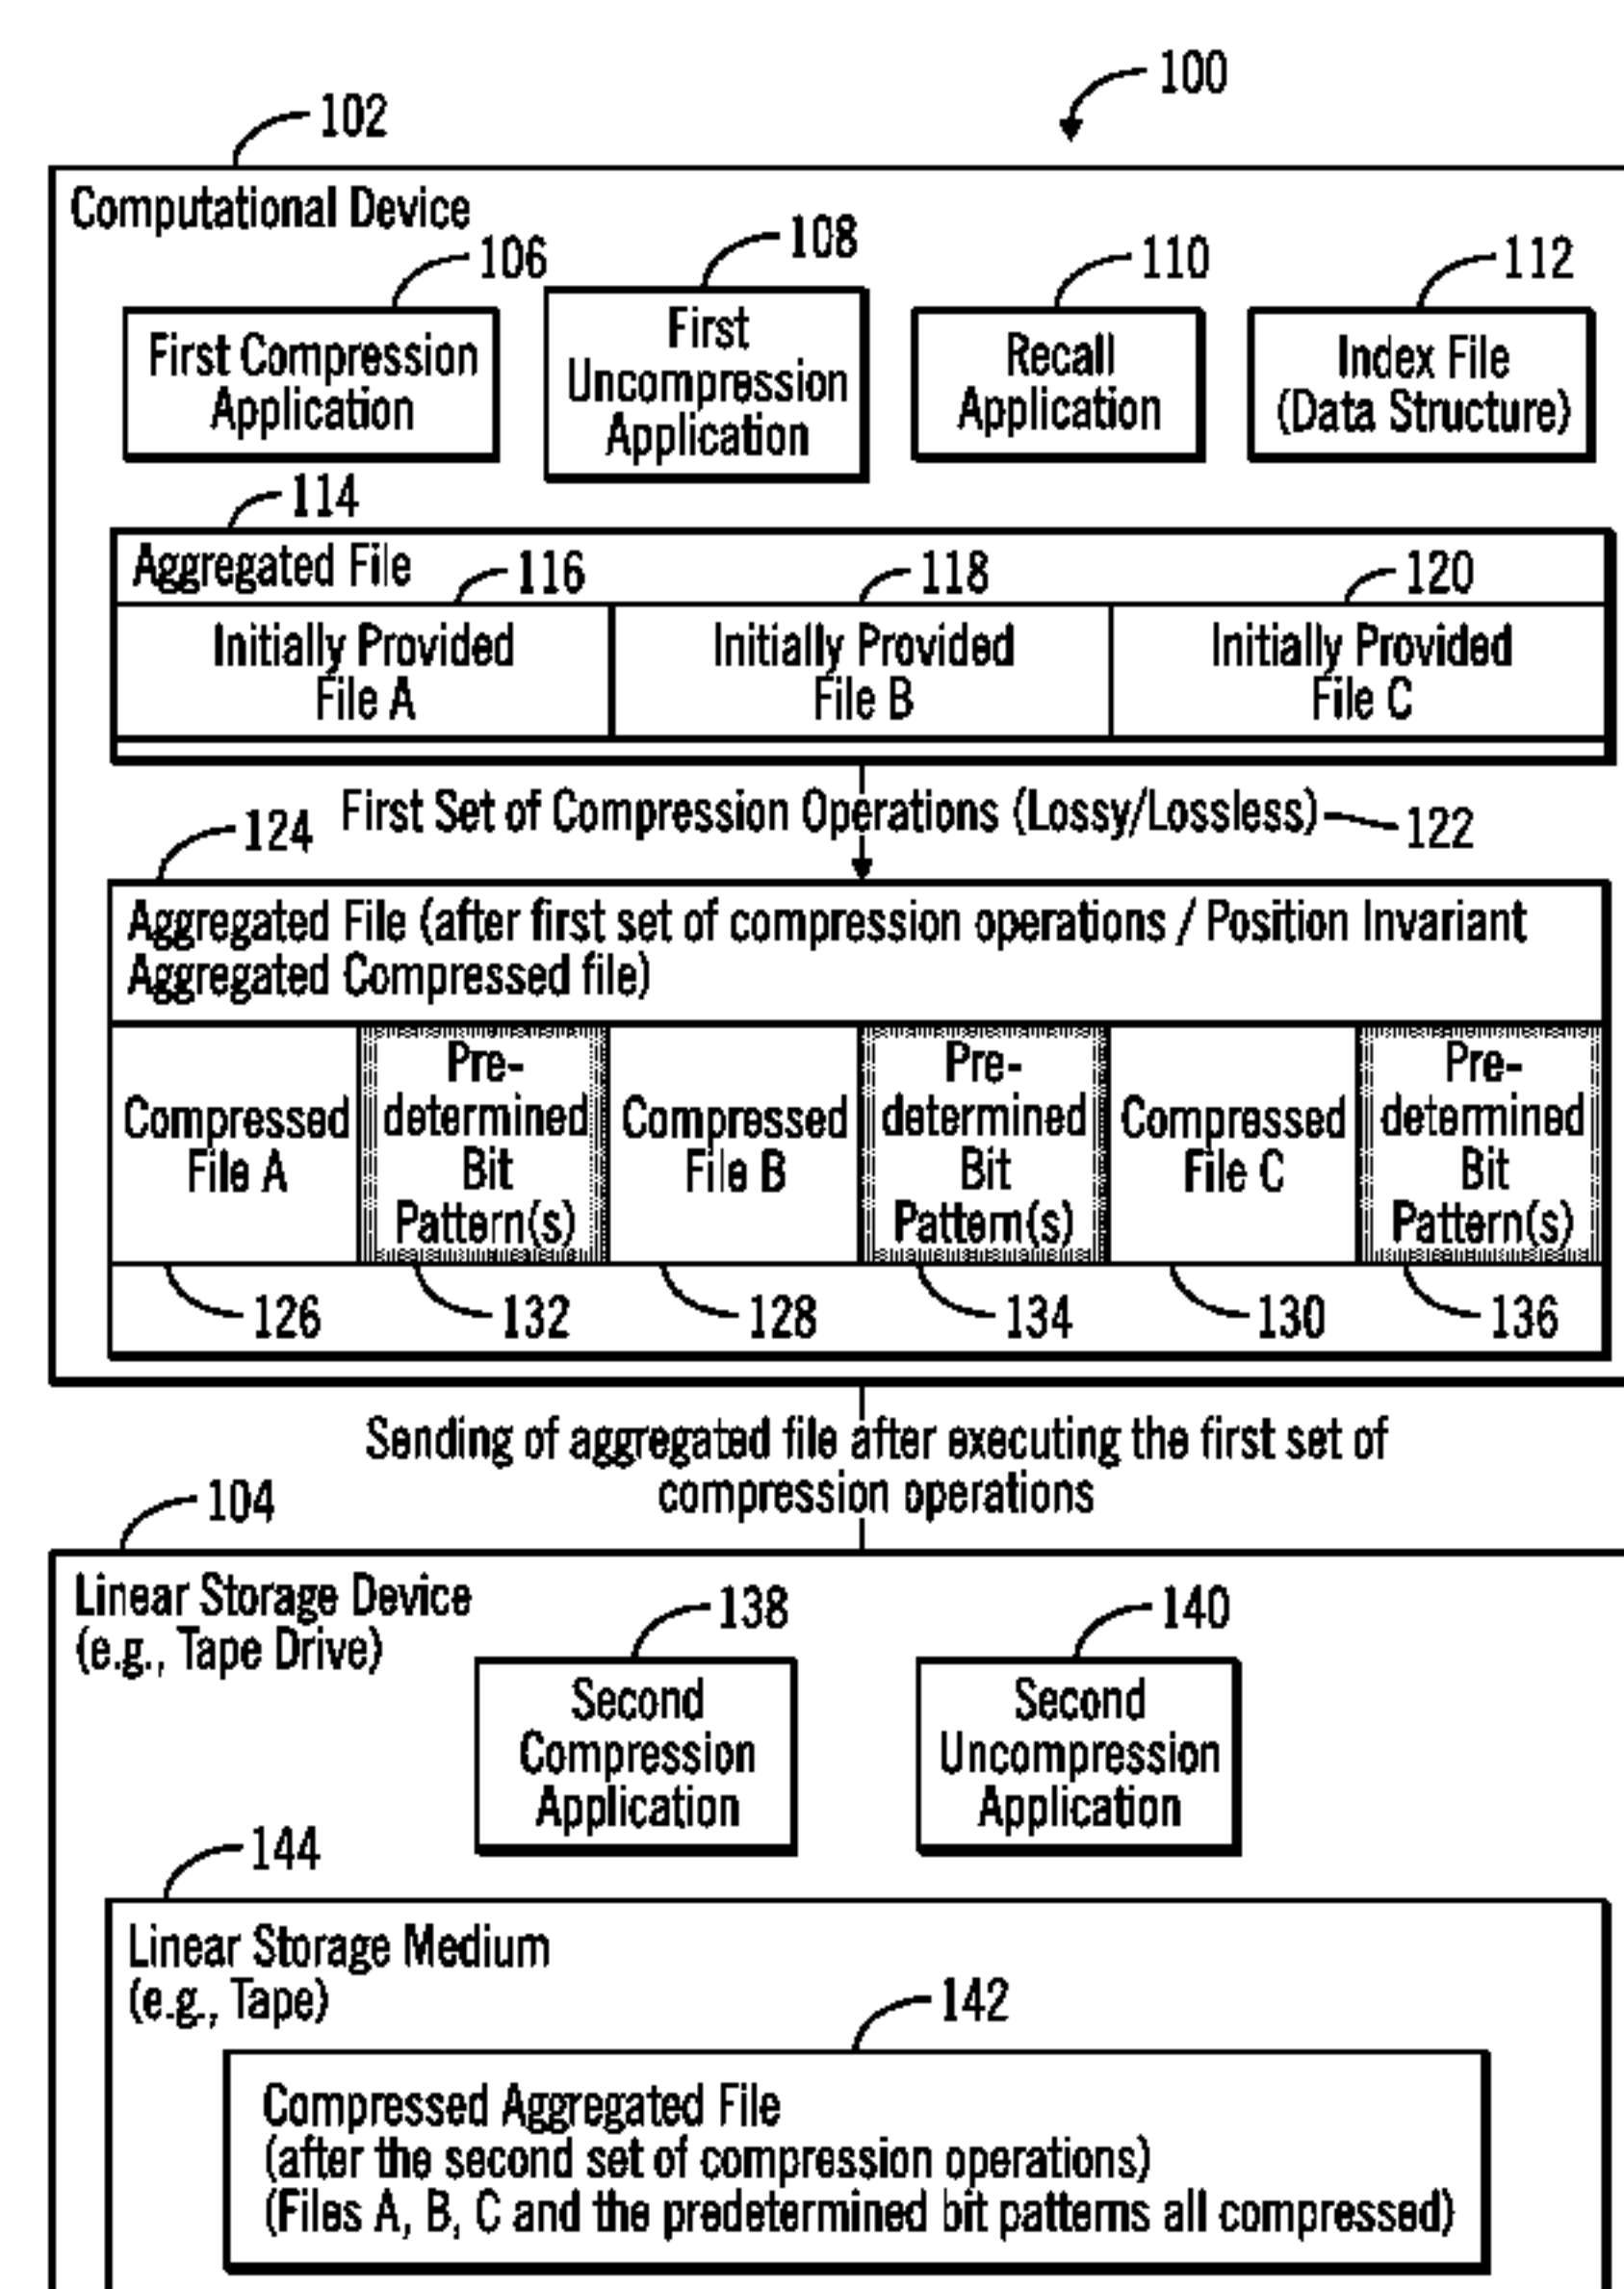 100
102
Computational Device
106
108
110
112
First Compression
Application
First
Uncompression
Application
Recall
Application
Index File
(Data Structure)
114
Aggregated File
116
118
120
Initially Provided
File A
Initially Provided
File B
Initially Provided
File C
First Set of Compression Operations (Lossy/Lossless)
122
124
Aggregated File (after first set of compression operations / Position Invariant
Aggregated Compressed file)
Compressed
File A
Pre-
determined
Bit
Pattern(s)
Compressed
File B
Pre-
determined
Bit
Pattern(s)
Compressed
File C
Pre-
determined
Bit
Pattern(s)
126
132
128
134
130
136
Sending of aggregated file after executing the first set of
compression operations
104
Linear Storage Device
(e.g., Tape Drive)
138
140
Second
Compression
Application
Second
Uncompression
Application
144
Linear Storage Medium
(e.g., Tape)
142
Compressed Aggregated File
(after the second set of compression operations)
(Files A, B, C and the predetermined bit patterns all compressed)